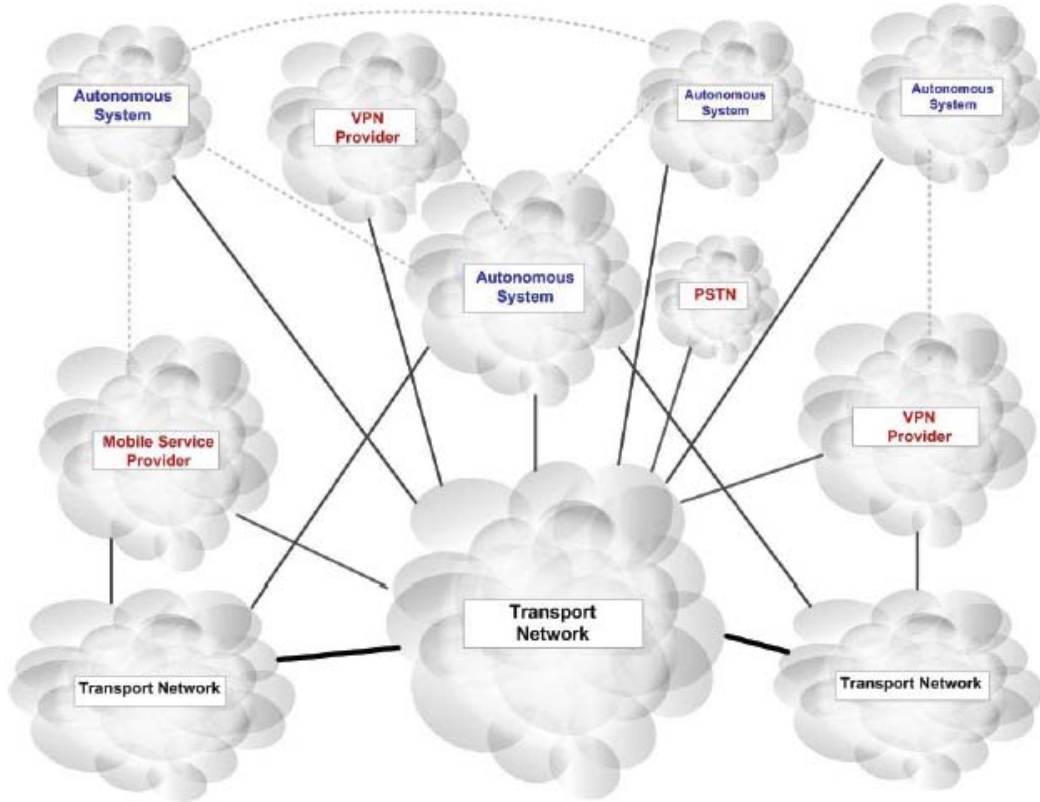 Autonomous
System
VPN
Provider
Autonomous
System
Autonomous
System
Autonomous
System
PSTN
Mobile Service
Provider
VPN
Provider
Transport
Network
Transport Network
Transport Network